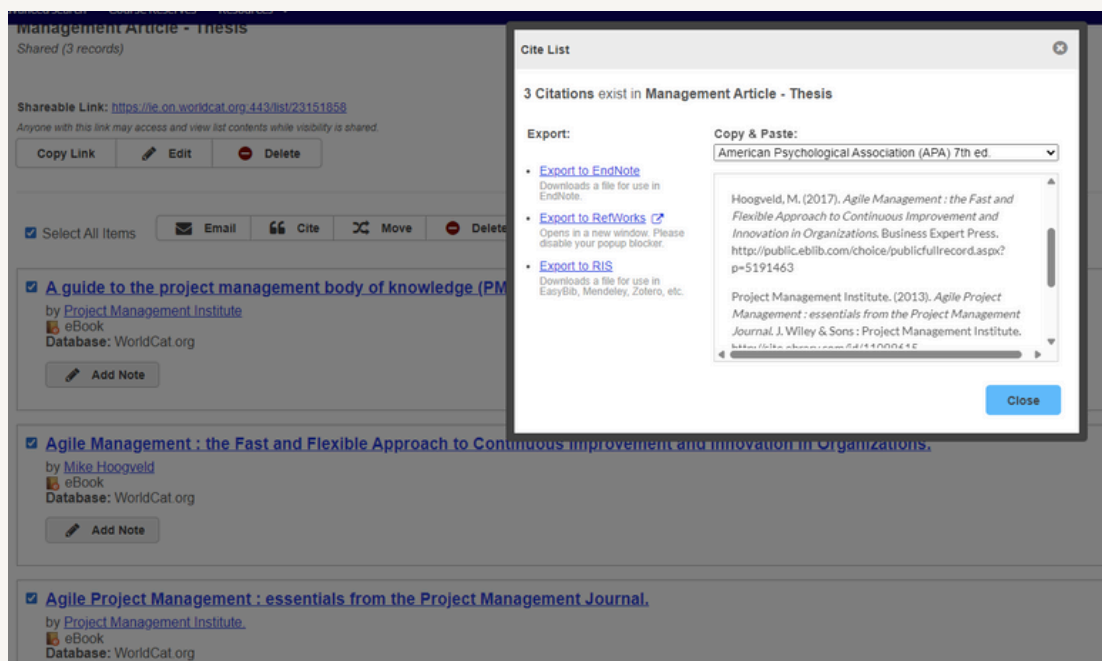 Advanced Search Course Reserves Resources
Management Article - Thesis
Shared (3 records)
Shareable Link: https://ie.on.worldcat.org:443/list/23151858
Anyone with this link may access and view list contents while visibility is shared.
Copy Link Edit Delete
Select All Items Email Cite Move Delete
A guide to the project management body of knowledge (PM
by Project Management Institute
eBook
Database: WorldCat.org
Add Note
Agile Management : the Fast and Flexible Approach to Continuous Improvement and Innovation in Organizations.
by Mike Hoogveld
eBook
Database: WorldCat.org
Add Note
Agile Project Management : essentials from the Project Management Journal.
by Project Management Institute.
eBook
Database: WorldCat.org
Cite List
3 Citations exist in Management Article - Thesis
Export:
Export to EndNote
Downloads a file for use in
EndNote.
Export to RefWorks
Opens in a new window. Please
disable your popup blocker.
Export to RIS
Downloads a file for use in
EasyBib, Mendeley, Zotero, etc.
Copy & Paste:
American Psychological Association (APA) 7th ed.
Hoogveld, M. (2017). Agile Management : the Fast and
Flexible Approach to Continuous Improvement and
Innovation in Organizations. Business Expert Press.
http://public.eblib.com/choice/publicfullrecord.aspx?
p=5191463
Project Management Institute. (2013). Agile Project
Management : essentials from the Project Management
Journal. J. Wiley & Sons : Project Management Institute.
Close